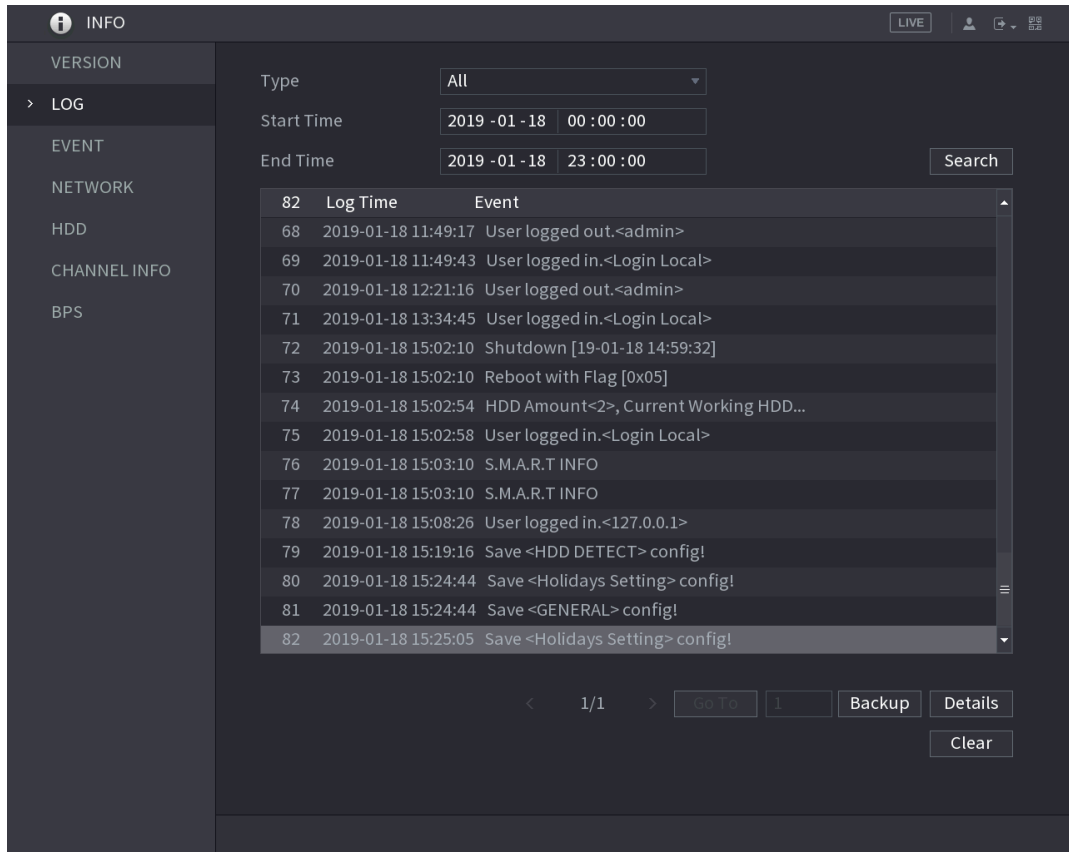 INFO LIVE
VERSION
LOG
EVENT
NETWORK
HDD
CHANNEL INFO
BPS
Type All
Start Time 2019 -01 -18 00 :00 :00
End Time 2019 -01 -18 23 :00 :00 Search
82 Log Time Event
68 2019-01-18 11:49:17 User logged out.<admin>
69 2019-01-18 11:49:43 User logged in.<Login Local>
70 2019-01-18 12:21:16 User logged out.<admin>
71 2019-01-18 13:34:45 User logged in.<Login Local>
72 2019-01-18 15:02:10 Shutdown [19-01-18 14:59:32]
73 2019-01-18 15:02:10 Reboot with Flag [0x05]
74 2019-01-18 15:02:54 HDD Amount<2>, Current Working HDD...
75 2019-01-18 15:02:58 User logged in.<Login Local>
76 2019-01-18 15:03:10 S.M.A.R.T INFO
77 2019-01-18 15:03:10 S.M.A.R.T INFO
78 2019-01-18 15:08:26 User logged in.<127.0.0.1>
79 2019-01-18 15:19:16 Save <HDD DETECT> config!
80 2019-01-18 15:24:44 Save <Holidays Setting> config!
81 2019-01-18 15:24:44 Save <GENERAL> config!
82 2019-01-18 15:25:05 Save <Holidays Setting> config!
< 1/1 > Go To 1 Backup Details
Clear